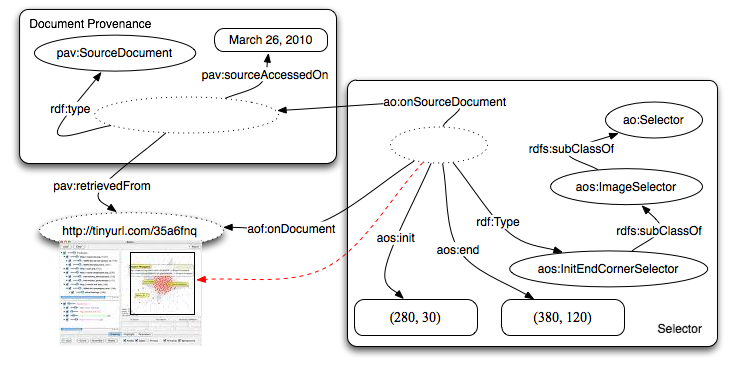 Document Provenance
pav:SourceDocument
March 26, 2010
pav:sourceAccessedOn
rdf:type
ao:onSourceDocument
ao:Selector
rdfs:subClassOf
pav:retrievedFrom
aos:ImageSelector
http://tinyurl.com/35a6fnq
aof:onDocument
rdf:Type
rdfs:subClassOf
aos:init
aos:end
aos:InitEndCornerSelector
(280, 30)
(380, 120)
Selector